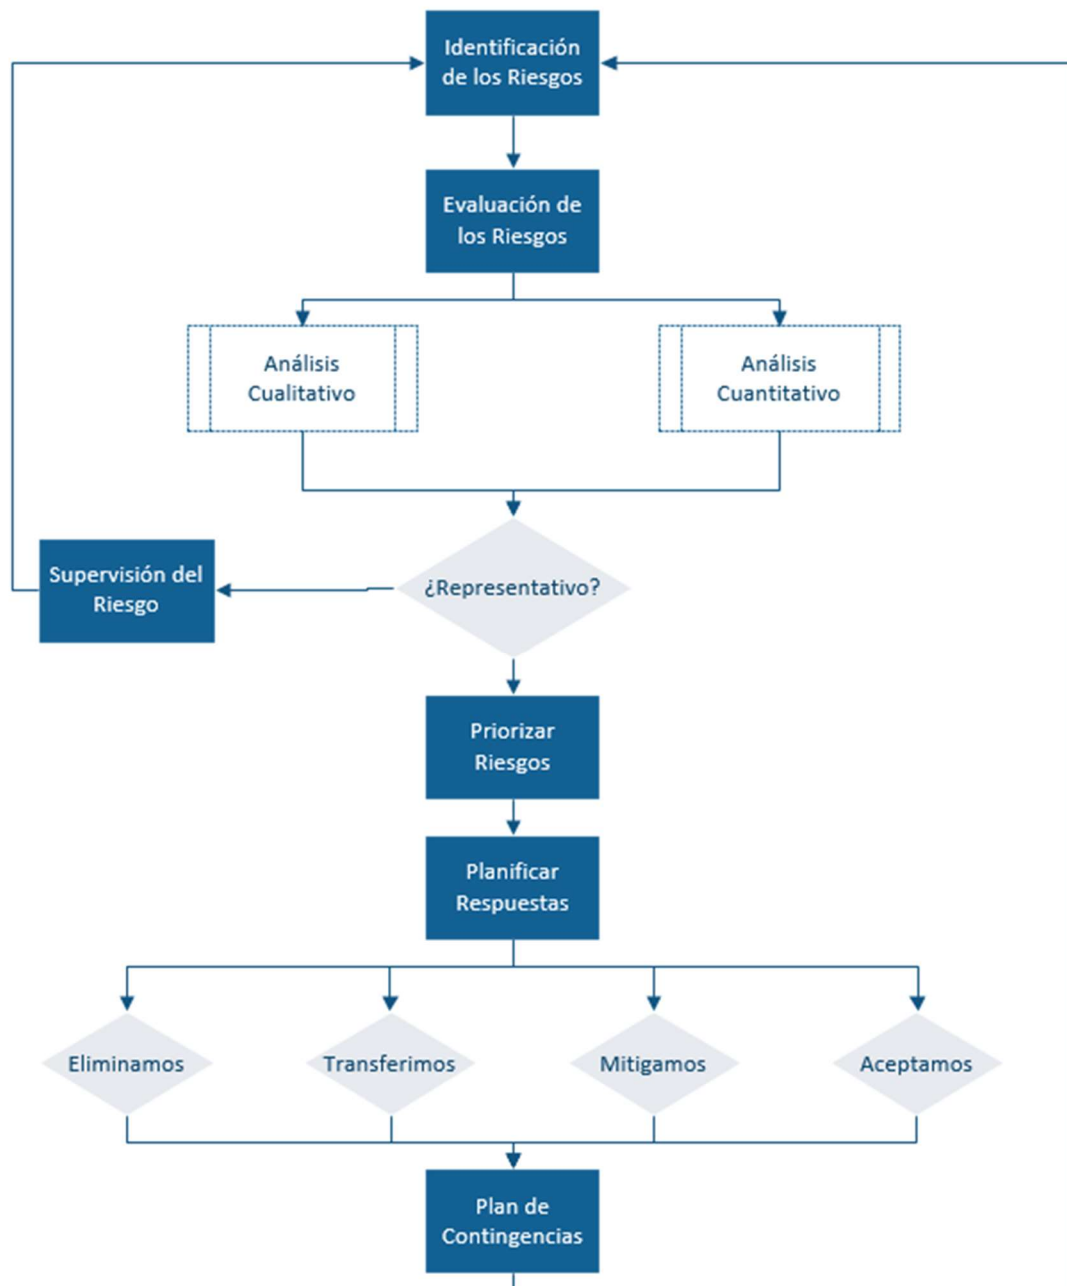 Identificación
de los Riesgos
Evaluación de
los Riesgos
Análisis
Cualitativo
Análisis
Cuantitativo
¿Representativo?
Supervisión del
Riesgo
Priorizar
Riesgos
Planificar
Respuestas
Eliminamos
Transferimos
Mitigamos
Aceptamos
Plan de
Contingencias